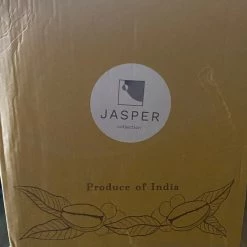 JASPER
collection
Produce of India